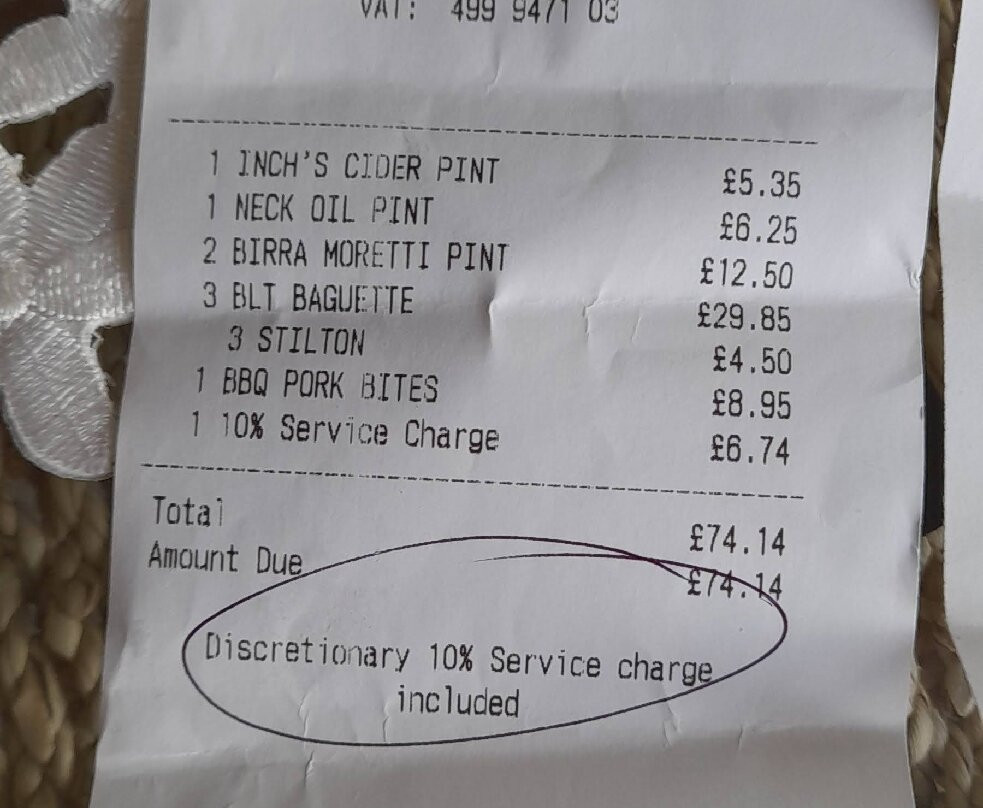 VAT: 499 9471 03
1 INCH'S CIDER PINT £5.35
1 NECK OIL PINT £6.25
2 BIRRA MORETTI PINT £12.50
3 BLT BAGUETTE £29.85
3 STILTON £4.50
1 BBQ PORK BITES £8.95
1 10% Service Charge £6.74
Total £74.14
Amount Due £74.14
Discretionary 10% Service charge
included